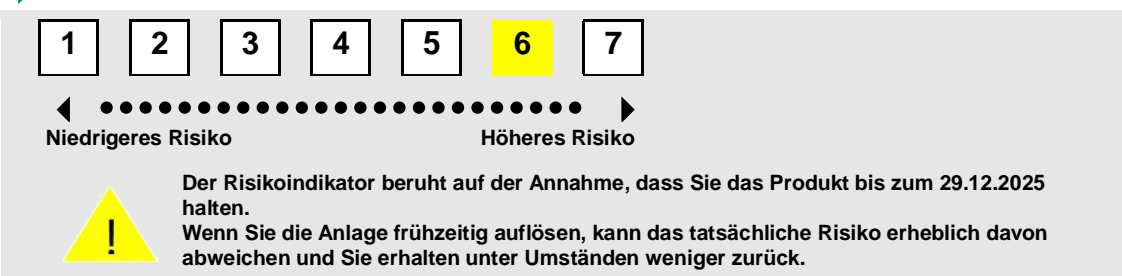 1 2 3 4 5 6 7
Niedrigeres Risiko Höheres Risiko
Der Risikoindikator beruht auf der Annahme, dass Sie das Produkt bis zum 29.12.2025
halten.
Wenn Sie die Anlage frühzeitig auflösen, kann das tatsächliche Risiko erheblich davon
abweichen und Sie erhalten unter Umständen weniger zurück.
!